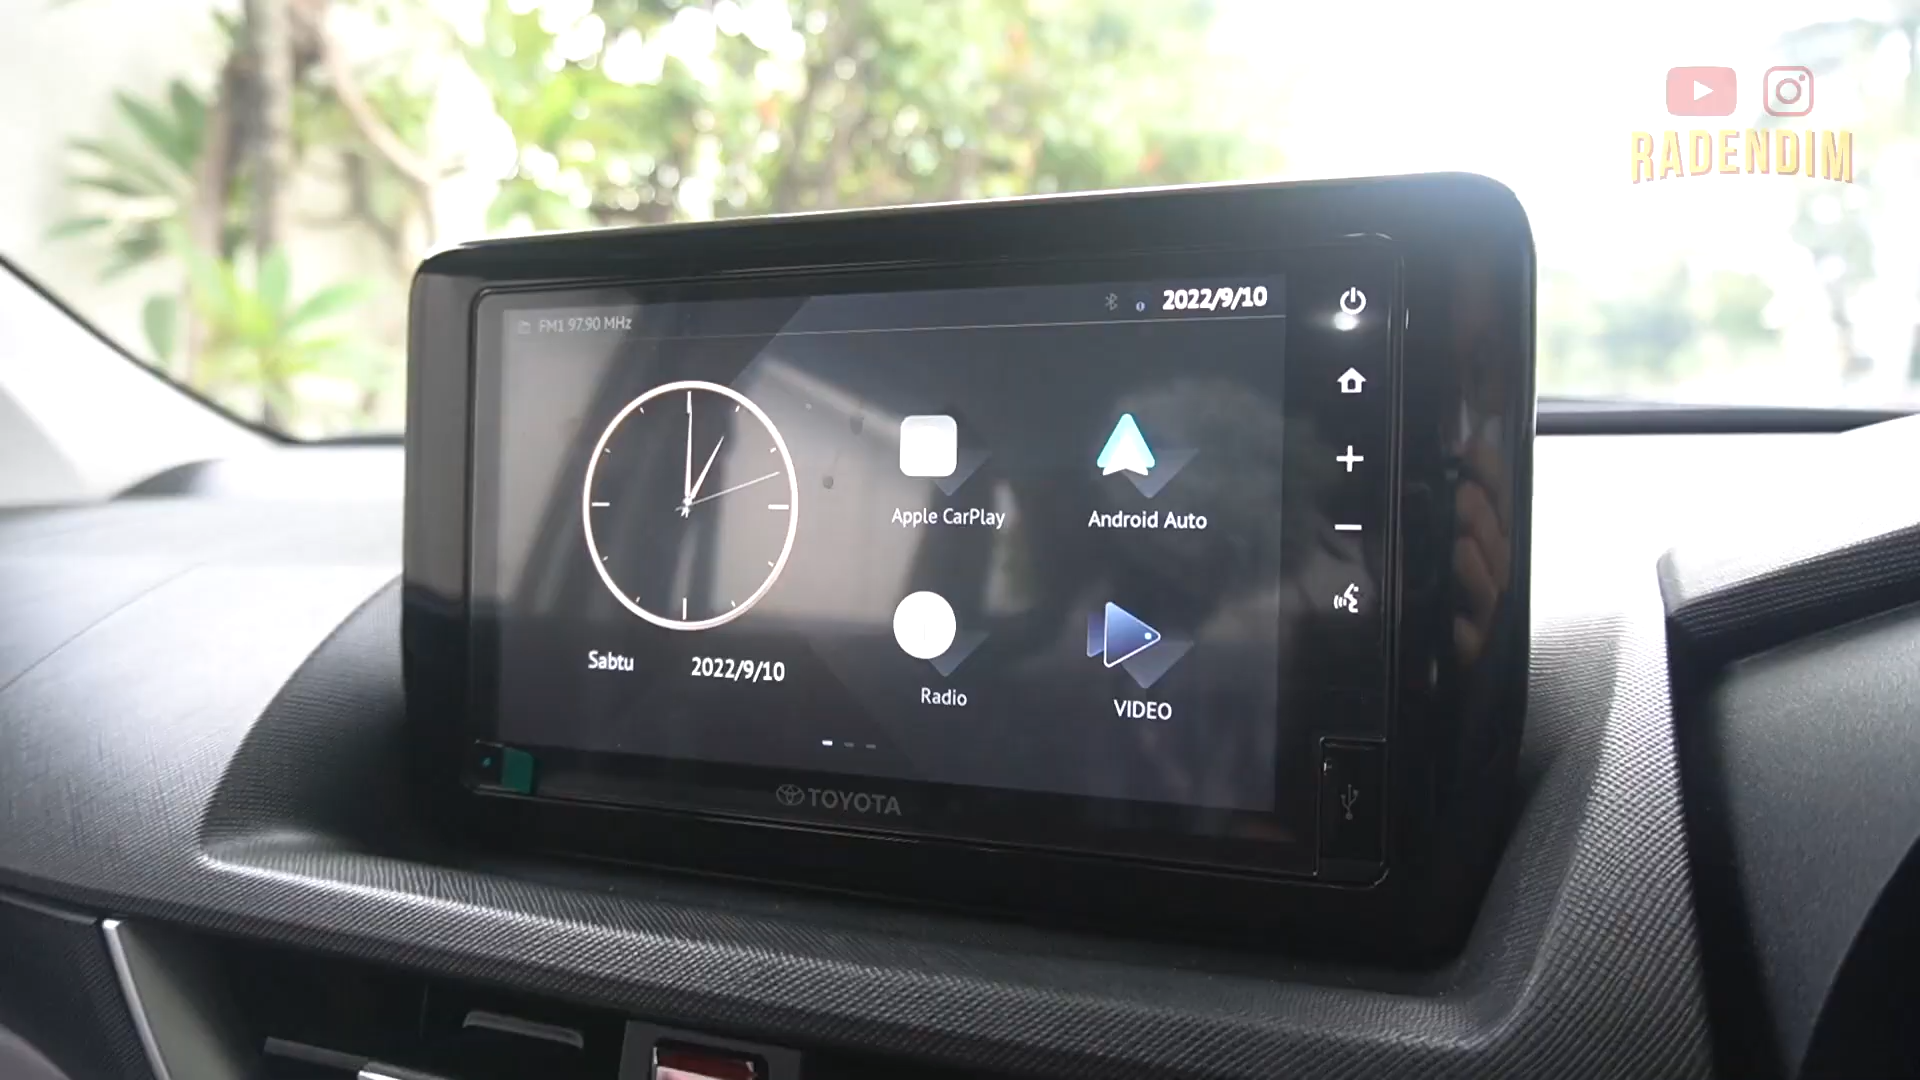 RADENDIM
FM1 97.90 MHz
2022/9/10
Apple CarPlay
Android Auto
Sabtu
2022/9/10
Radio
VIDEO
TOYOTA